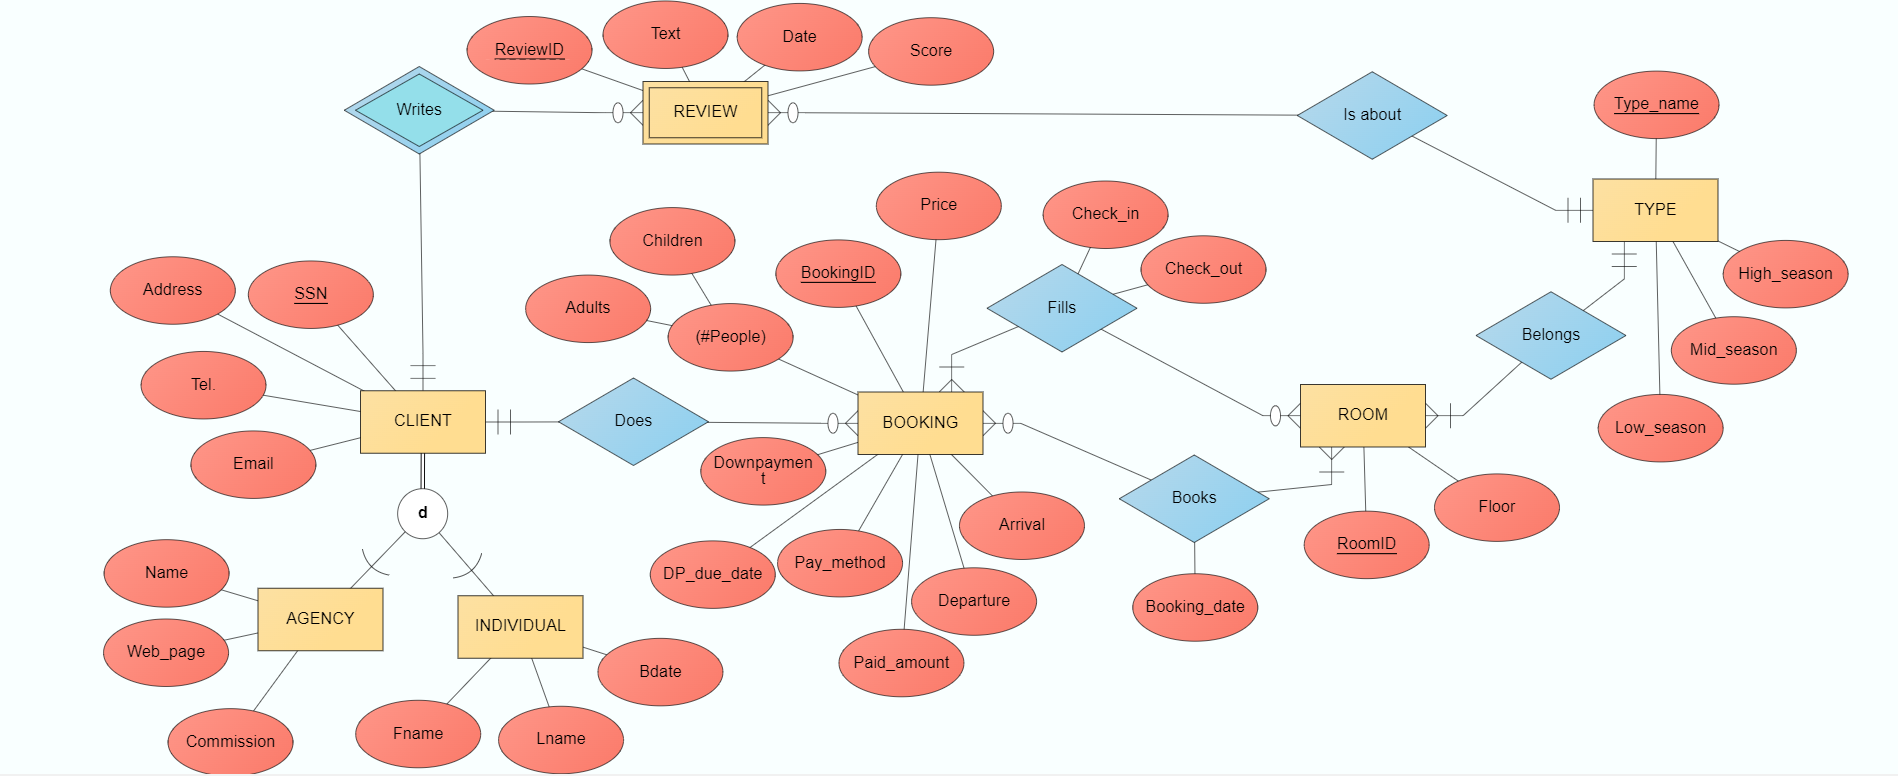 Text
Date
ReviewID
Score
Type_name
Writes
REVIEW
Is about
Price
Check_in
TYPE
Children
Check_out
BookingID
High_season
Address
SSN
Adults
(#People)
Fills
Belongs
Mid_season
Tel.
CLIENT
Does
BOOKING
ROOM
Low_season
Email
Downpaymen
t
Books
Floor
d
Arrival
RoomID
Name
DP_due_date
Pay_method
Departure
Booking_date
AGENCY
INDIVIDUAL
Web_page
Bdate
Paid_amount
Commission
Fname
Lname